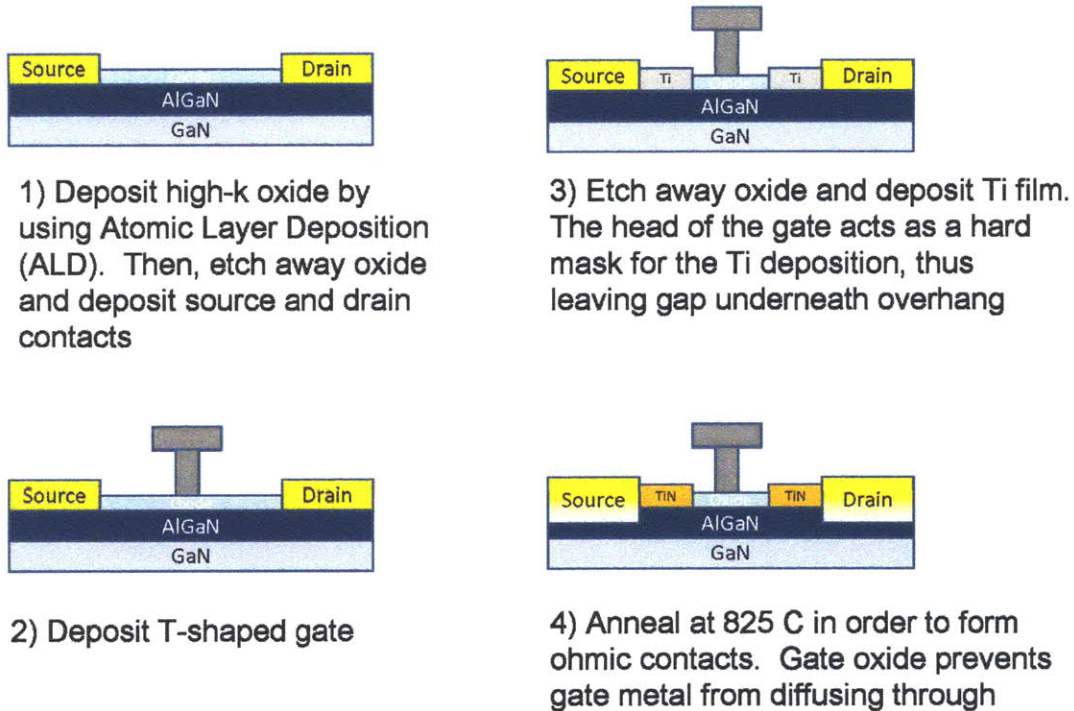 Source
Oxide
Drain
AlGaN
GaN
1) Deposit high-k oxide by
using Atomic Layer Deposition
(ALD). Then, etch away oxide
and deposit source and drain
contacts
Source
Oxide
Drain
AlGaN
GaN
2) Deposit T-shaped gate
Source
Ti
Oxide
Ti
Drain
AlGaN
GaN
3) Etch away oxide and deposit Ti film.
The head of the gate acts as a hard
mask for the Ti deposition, thus
leaving gap underneath overhang
Source
TiN
Oxide
TiN
Drain
AlGaN
GaN
4) Anneal at 825 C in order to form
ohmic contacts. Gate oxide prevents
gate metal from diffusing through